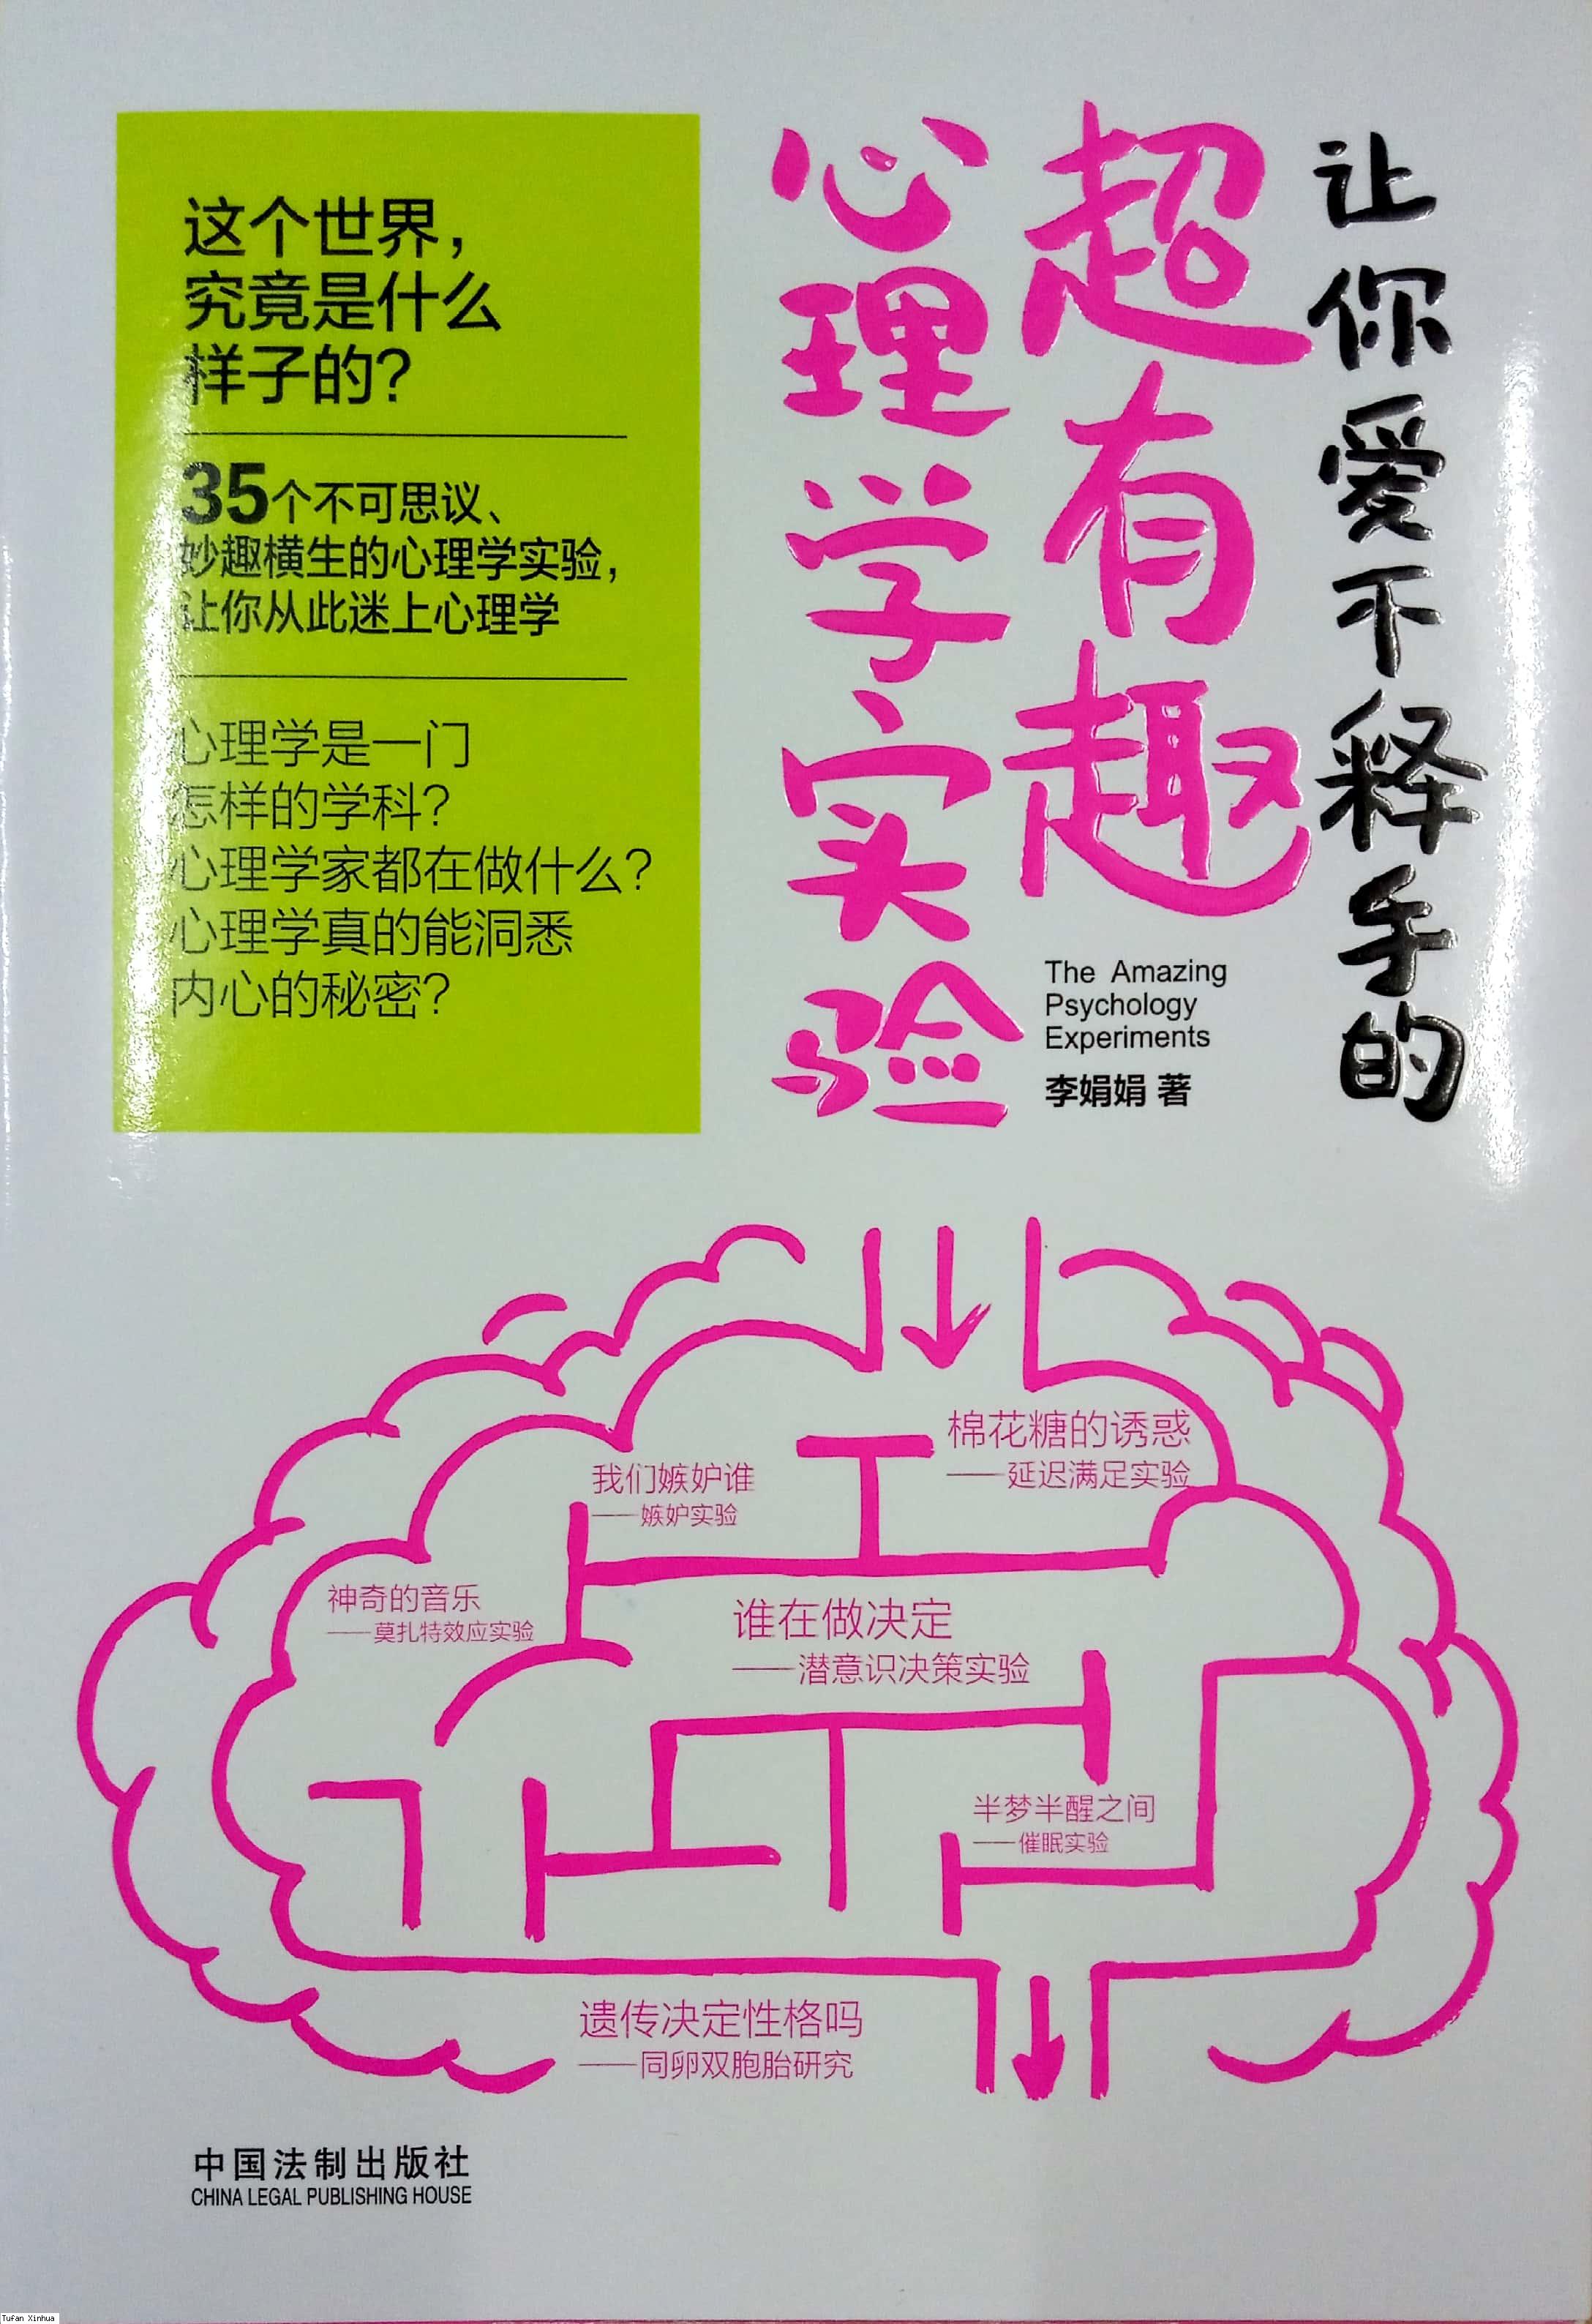 让你爱不释手的
超有趣
心理学实验
The Amazing
Psychology
Experiments
李娟娟 著
这个世界，
究竟是什么
样子的？
35个不可思议、
妙趣横生的心理学实验，
让你从此迷上心理学
心理学是一门
怎样的学科？
心理学家都在做什么？
心理学真的能洞悉
内心的秘密？
棉花糖的诱惑
——延迟满足实验
我们嫉妒谁
——嫉妒实验
神奇的音乐
——莫扎特效应实验
谁在做决定
——潜意识决策实验
半梦半醒之间
——催眠实验
遗传决定性格吗
——同卵双胞胎研究
中国法制出版社
CHINA LEGAL PUBLISHING HOUSE
Tufan Xinhua